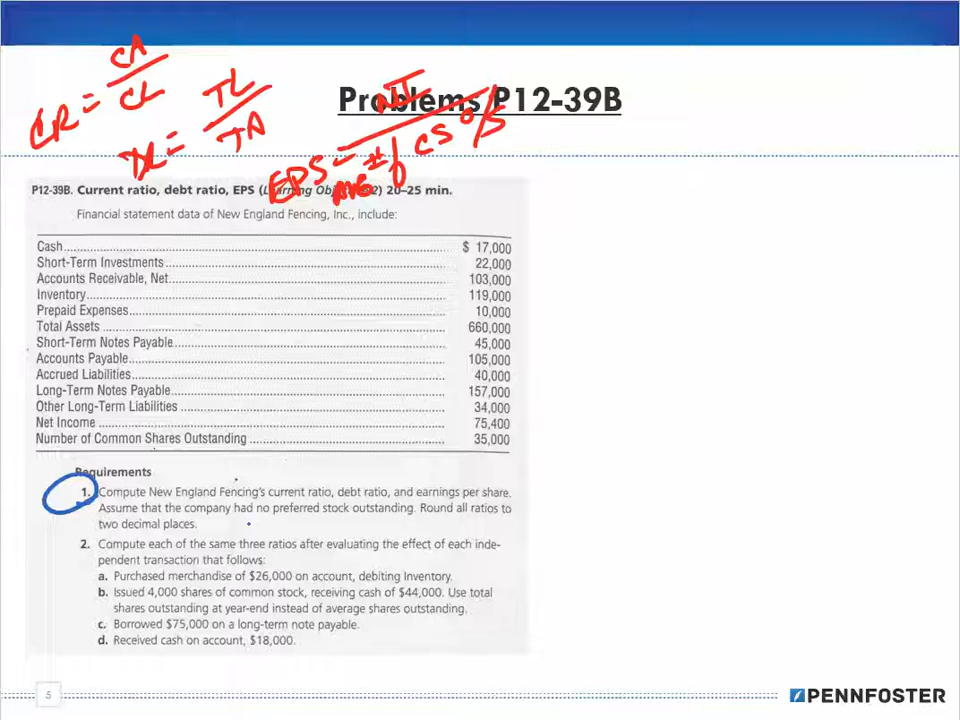 Problems P12-39B
CR = CA / CL
TL / TA
EPS = NI / # CS O/S
P12-39B. Current ratio, debt ratio, EPS (Learning Objective 2) 20–25 min.
Financial statement data of New England Fencing, Inc., include:
Cash $ 17,000
Short-Term Investments 22,000
Accounts Receivable, Net 103,000
Inventory 119,000
Prepaid Expenses 10,000
Total Assets 660,000
Short-Term Notes Payable 45,000
Accounts Payable 105,000
Accrued Liabilities 40,000
Long-Term Notes Payable 157,000
Other Long-Term Liabilities 34,000
Net Income 75,400
Number of Common Shares Outstanding 35,000
Requirements
1. Compute New England Fencing's current ratio, debt ratio, and earnings per share.
Assume that the company had no preferred stock outstanding. Round all ratios to
two decimal places.
2. Compute each of the same three ratios after evaluating the effect of each inde-
pendent transaction that follows:
a. Purchased merchandise of $26,000 on account, debiting Inventory.
b. Issued 4,000 shares of common stock, receiving cash of $44,000. Use total
shares outstanding at year-end instead of average shares outstanding.
c. Borrowed $75,000 on a long-term note payable.
d. Received cash on account, $18,000.
5
PENNFOSTER